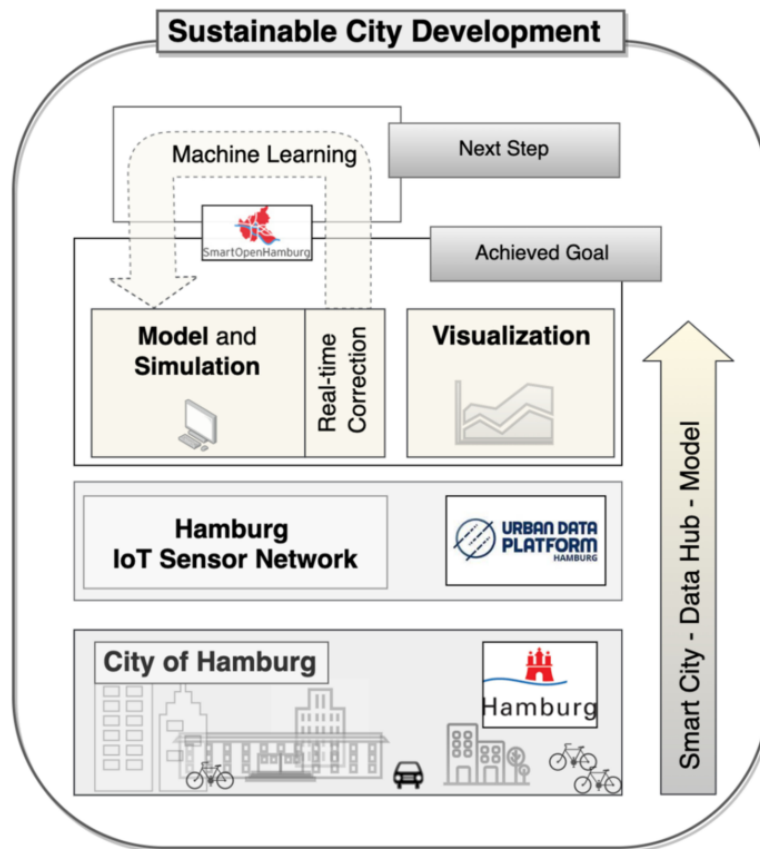 Sustainable City Development
Machine Learning
Next Step
SmartOpenHamburg
Achieved Goal
Model and
Simulation
Real-time
Correction
Visualization
Hamburg
IoT Sensor Network
URBAN DATA
PLATFORM
HAMBURG
City of Hamburg
Hamburg
Smart City - Data Hub - Model